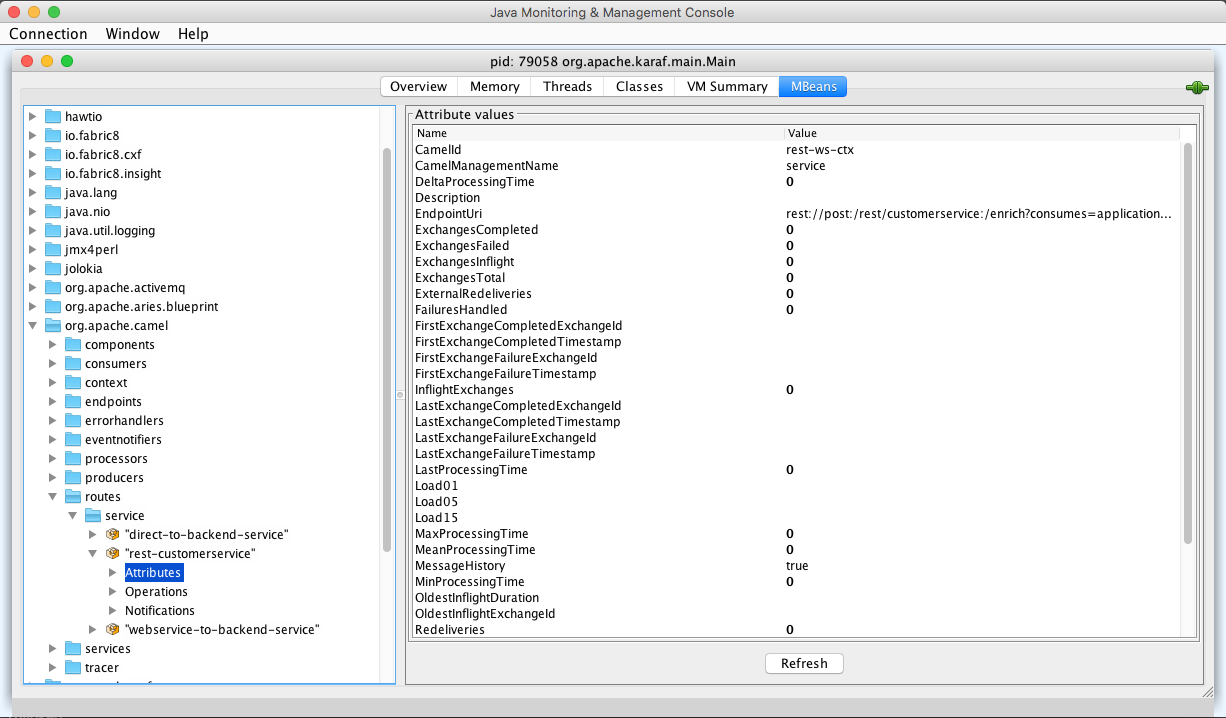 Java Monitoring & Management Console
Connection Window Help
pid: 79058 org.apache.karaf.main.Main
Overview Memory Threads Classes VM Summary MBeans
hawtio
io.fabric8
io.fabric8.cxf
io.fabric8.insight
java.lang
java.nio
java.util.logging
jmx4perl
jolokia
org.apache.activemq
org.apache.aries.blueprint
org.apache.camel
components
consumers
context
endpoints
errorhandlers
eventnotifiers
processors
producers
routes
service
"direct-to-backend-service"
"rest-customerservice"
Attributes
Operations
Notifications
"webservice-to-backend-service"
services
tracer
Attribute values
Name Value
CamelId rest-ws-ctx
CamelManagementName service
DeltaProcessingTime 0
Description
EndpointUri rest://post:/rest/customerservice:/enrich?consumes=application...
ExchangesCompleted 0
ExchangesFailed 0
ExchangesInflight 0
ExchangesTotal 0
ExternalRedeliveries 0
FailuresHandled 0
FirstExchangeCompletedExchangeId
FirstExchangeCompletedTimestamp
FirstExchangeFailureExchangeId
FirstExchangeFailureTimestamp
InflightExchanges 0
LastExchangeCompletedExchangeId
LastExchangeCompletedTimestamp
LastExchangeFailureExchangeId
LastExchangeFailureTimestamp
LastProcessingTime 0
Load01
Load05
Load15
MaxProcessingTime 0
MeanProcessingTime 0
MessageHistory true
MinProcessingTime 0
OldestInflightDuration
OldestInflightExchangeId
Redeliveries 0
Refresh